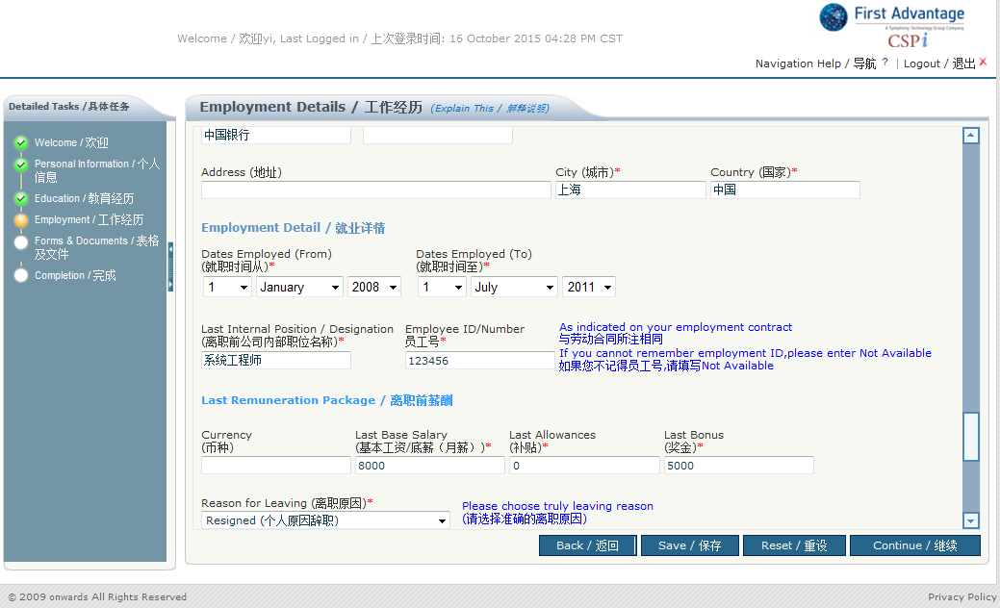 First Advantage
A Symphony Technology Group Company
CSPi
Welcome / 欢迎yi, Last Logged in / 上次登录时间: 16 October 2015 04:28 PM CST
Navigation Help / 导航 ? | Logout / 退出 X
Detailed Tasks /具体任务
Welcome / 欢迎
Personal Information / 个人
信息
Education / 教育经历
Employment / 工作经历
Forms & Documents / 表格
及文件
Completion / 完成
Employment Details / 工作经历 (Explain This / 解释说明)
中国银行
Address (地址) City (城市)* Country (国家)*
上海 中国
Employment Detail / 就业详情
Dates Employed (From) Dates Employed (To)
(就职时间从)* (就职时间至)*
1 January 2008 1 July 2011
Last Internal Position / Designation Employee ID/Number As indicated on your employment contract
(离职前公司内部职位名称)* 员工号* 与劳动合同所注相同
If you cannot remember employment ID,please enter Not Available
系统工程师 123456 如果您不记得员工号,请填写Not Available
Last Remuneration Package / 离职前薪酬
Currency Last Base Salary Last Allowances Last Bonus
(币种) (基本工资/底薪（月薪）)* (补贴)* (奖金)*
8000 0 5000
Reason for Leaving (离职原因)* Please choose truly leaving reason
Resigned (个人原因辞职) (请选择准确的离职原因)
Back / 返回 Save / 保存 Reset / 重设 Continue / 继续
© 2009 onwards All Rights Reserved Privacy Policy